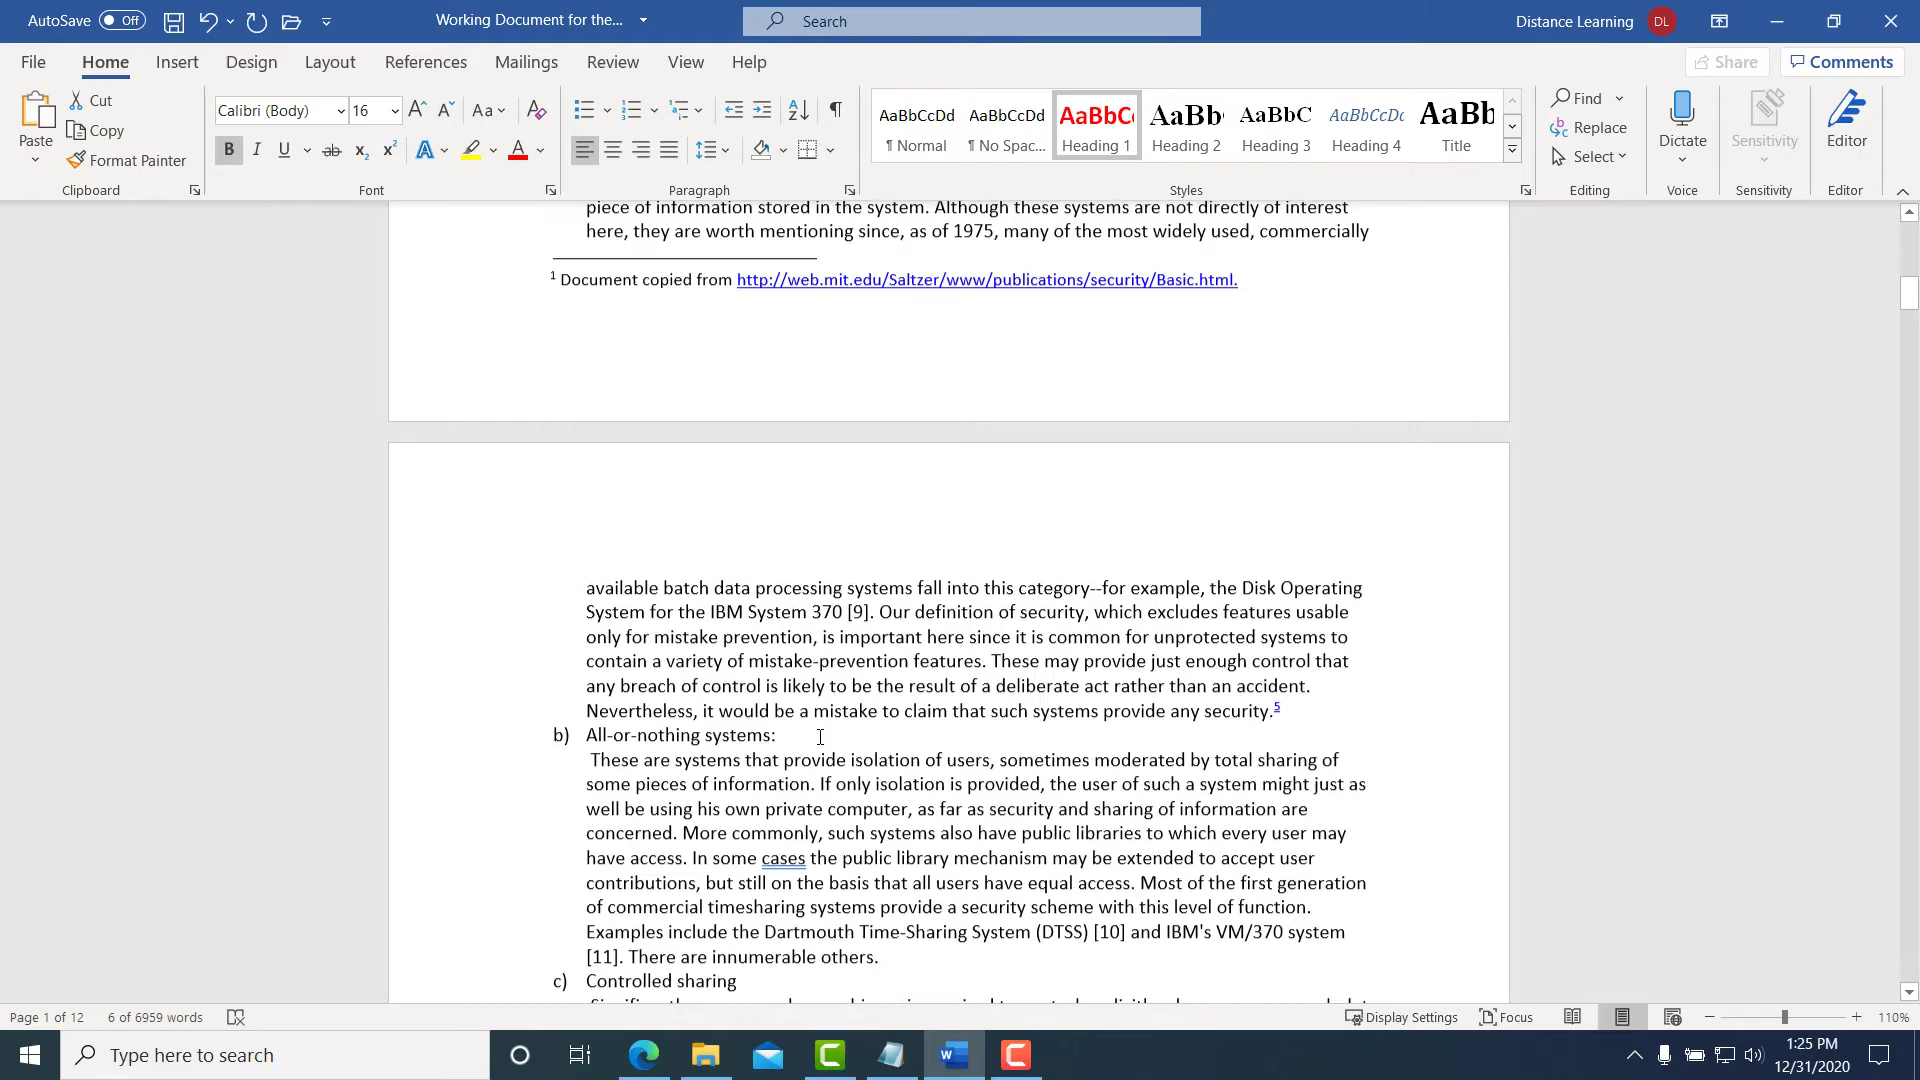 AutoSave Off Working Document for the... Search Distance Learning DL
File Home Insert Design Layout References Mailings Review View Help Share Comments
Paste Cut Copy Format Painter Clipboard
Calibri (Body) 16 Aa Font
Paragraph
AaBbCcDd AaBbCcDd AaBbC AaBb AaBbC AaBbCcDd AaBb
¶ Normal ¶ No Spac... Heading 1 Heading 2 Heading 3 Heading 4 Title
Styles
Find Replace Select Editing
Dictate Voice
Sensitivity Sensitivity
Editor Editor
piece of information stored in the system. Although these systems are not directly of interest
here, they are worth mentioning since, as of 1975, many of the most widely used, commercially
1 Document copied from http://web.mit.edu/Saltzer/www/publications/security/Basic.html.
available batch data processing systems fall into this category--for example, the Disk Operating
System for the IBM System 370 [9]. Our definition of security, which excludes features usable
only for mistake prevention, is important here since it is common for unprotected systems to
contain a variety of mistake-prevention features. These may provide just enough control that
any breach of control is likely to be the result of a deliberate act rather than an accident.
Nevertheless, it would be a mistake to claim that such systems provide any security.5
b) All-or-nothing systems:
These are systems that provide isolation of users, sometimes moderated by total sharing of
some pieces of information. If only isolation is provided, the user of such a system might just as
well be using his own private computer, as far as security and sharing of information are
concerned. More commonly, such systems also have public libraries to which every user may
have access. In some cases the public library mechanism may be extended to accept user
contributions, but still on the basis that all users have equal access. Most of the first generation
of commercial timesharing systems provide a security scheme with this level of function.
Examples include the Dartmouth Time-Sharing System (DTSS) [10] and IBM's VM/370 system
[11]. There are innumerable others.
c) Controlled sharing
Page 1 of 12 6 of 6959 words Display Settings Focus 110%
Type here to search 1:25 PM
12/31/2020